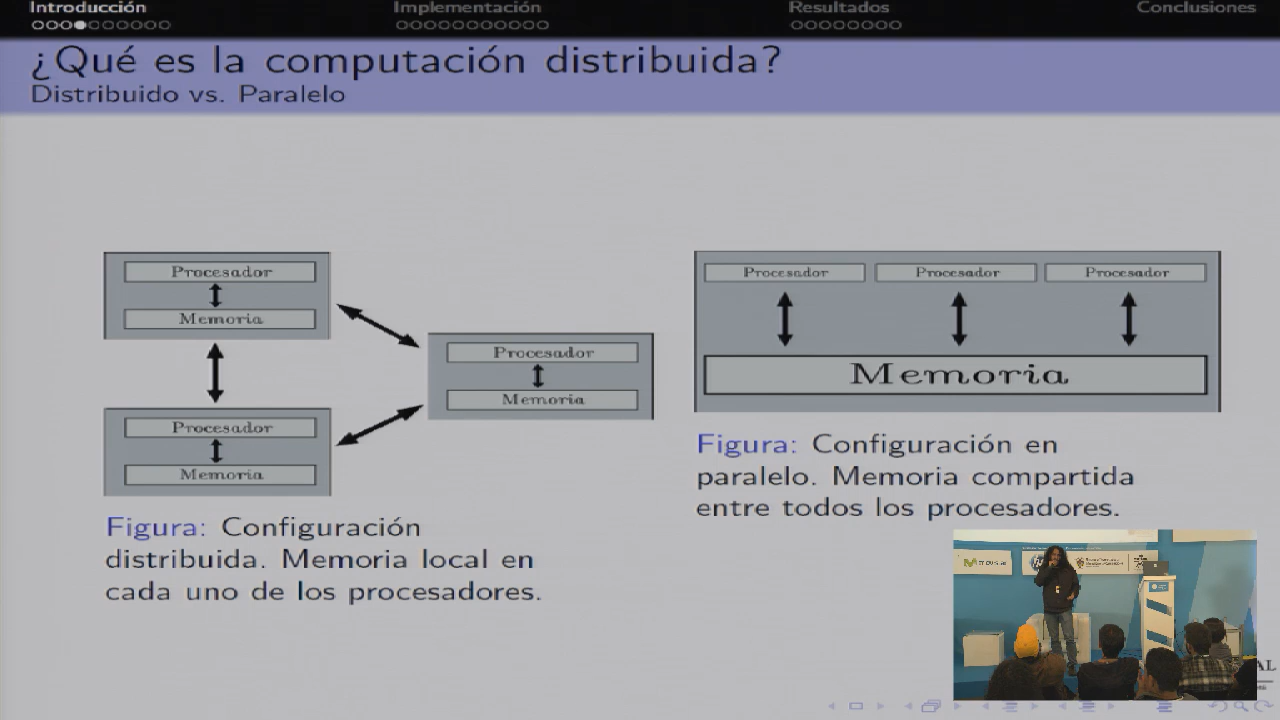 Introducción
Implementación
Resultados
Conclusiones
¿Qué es la computación distribuida?
Distribuido vs. Paralelo
Procesador
Memoria
Procesador
Memoria
Procesador
Memoria
Figura: Configuración
distribuida. Memoria local en
cada uno de los procesadores.
Procesador
Procesador
Procesador
Memoria
Figura: Configuración en
paralelo. Memoria compartida
entre todos los procesadores.
AL